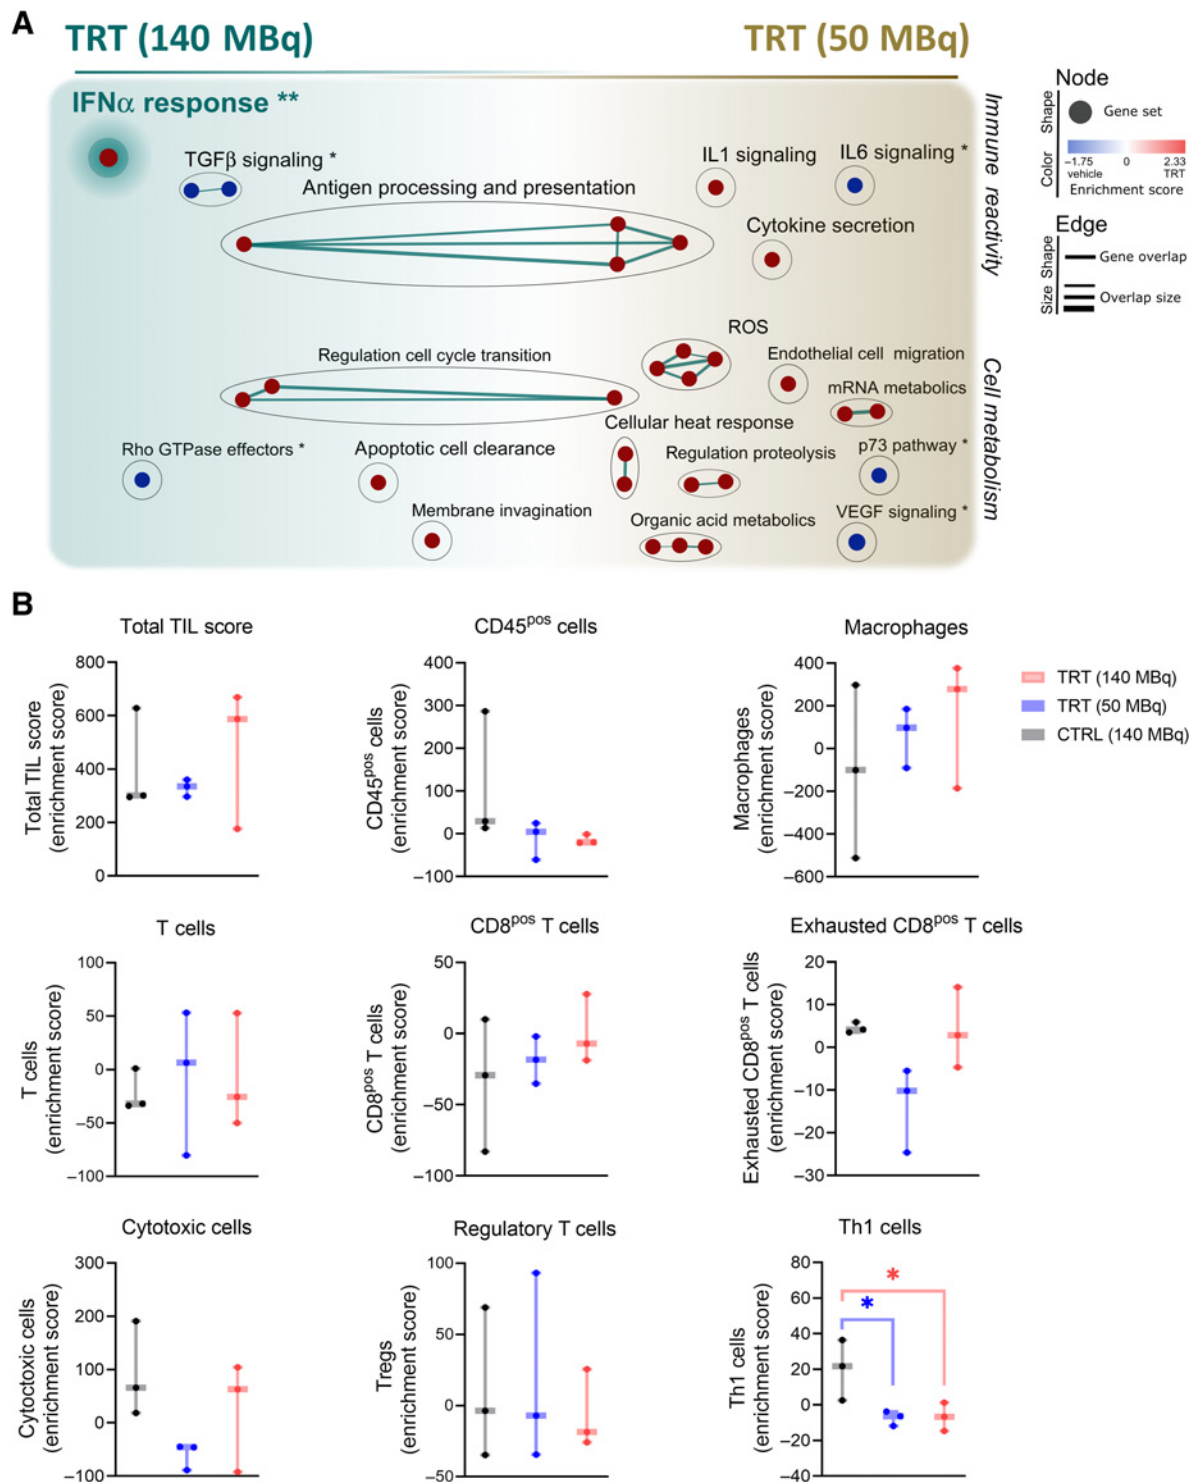 A
TRT (140 MBq)
TRT (50 MBq)
IFNα response **
TGFβ signaling *
Antigen processing and presentation
IL1 signaling
IL6 signaling *
Cytokine secretion
Immune reactivity
ROS
Regulation cell cycle transition
Endothelial cell migration
mRNA metabolics
Cellular heat response
Rho GTPase effectors *
Apoptotic cell clearance
Regulation proteolysis
p73 pathway *
Membrane invagination
Organic acid metabolics
VEGF signaling *
Cell metabolism
Node
Shape
Gene set
Color
−1.75 0 2.33
vehicle TRT
Enrichment score
Edge
Shape
Gene overlap
Size
Overlap size
B
Total TIL score
Total TIL score
(enrichment score)
800
600
400
200
0
CD45pos cells
CD45pos cells
(enrichment score)
400
300
200
100
0
−100
Macrophages
Macrophages
(enrichment score)
400
200
0
−200
−400
−600
TRT (140 MBq)
TRT (50 MBq)
CTRL (140 MBq)
T cells
T cells
(enrichment score)
100
50
0
−50
−100
CD8pos T cells
CD8pos T cells
(enrichment score)
50
0
−50
−100
Exhausted CD8pos T cells
Exhausted CD8pos T cells
(enrichment score)
20
10
0
−10
−20
−30
Cytotoxic cells
Cytoctoxic cells
(enrichment score)
300
200
100
0
−100
Regulatory T cells
Tregs
(enrichment score)
100
50
0
−50
Th1 cells
Th1 cells
(enrichment score)
80
60
40
20
0
−20
−40
*
*